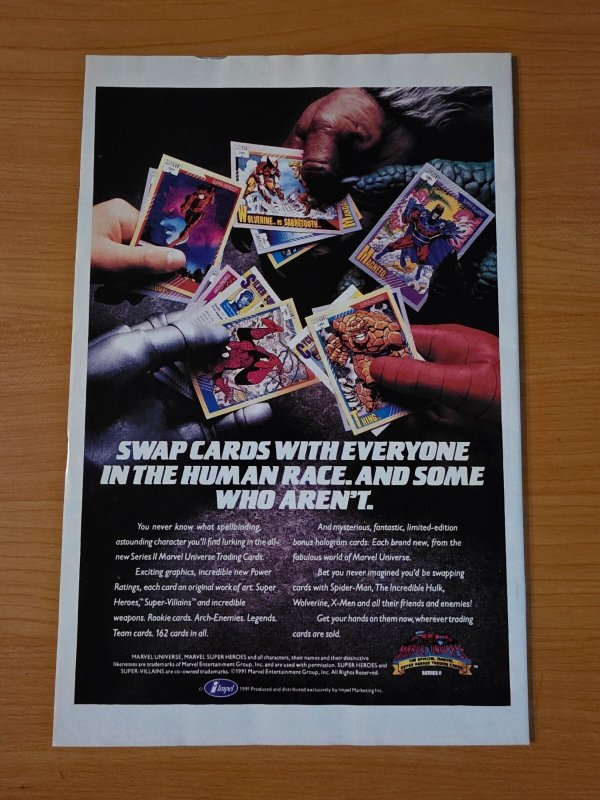 WOLVERINE VS SABRETOOTH
MAGNETO
THING
SWAP CARDS WITH EVERYONE
IN THE HUMAN RACE. AND SOME
WHO AREN'T.
You never know what spellbinding,
astounding character you'll find lurking in the all-
new Series II Marvel Universe Trading Cards.
Exciting graphics, incredible new Power
Ratings, each card an original work of art. Super
Heroes,™ Super-Villains™ and incredible
weapons. Rookie cards. Arch-Enemies. Legends.
Team cards. 162 cards in all.
And mysterious, fantastic, limited-edition
bonus hologram cards. Each brand new, from the
fabulous world of Marvel Universe.
Bet you never imagined you'd be swapping
cards with Spider-Man, The Incredible Hulk,
Wolverine, X-Men and all their friends and enemies!
Get your hands on them now, wherever trading
cards are sold.
MARVEL UNIVERSE
SERIES II
MARVEL UNIVERSE, MARVEL SUPER HEROES and all characters, their names and their distinctive
likenesses are trademarks of Marvel Entertainment Group, Inc. and are used with permission. SUPER HEROES and
SUPER-VILLAINS are co-owned trademarks. ©1991 Marvel Entertainment Group, Inc. All Rights Reserved.
© impel 1991 Produced and distributed exclusively by Impel Marketing Inc.